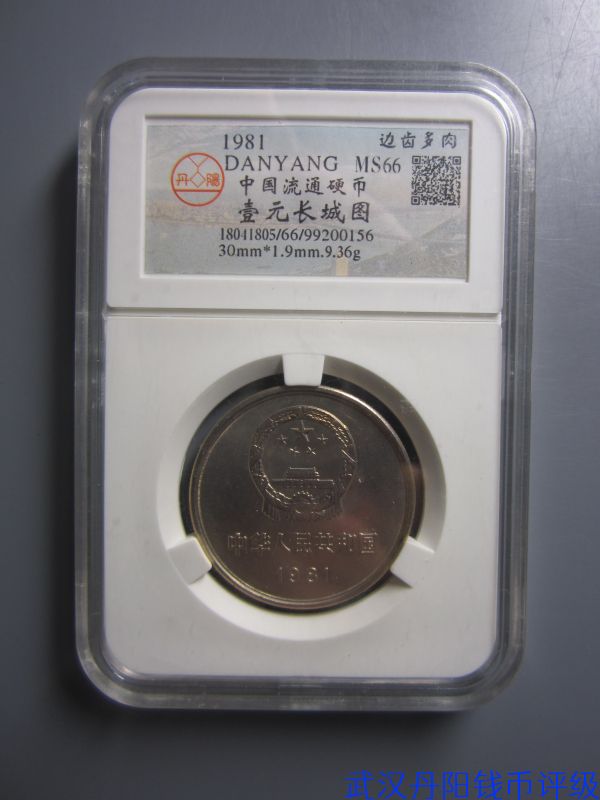 1981
边齿多肉
DANYANG MS66
丹陽
中国流通硬币
壹元长城图
18041805/66/99200156
30mm*1.9mm.9.36g
中华人民共和国
1981
武汉丹阳钱币评级